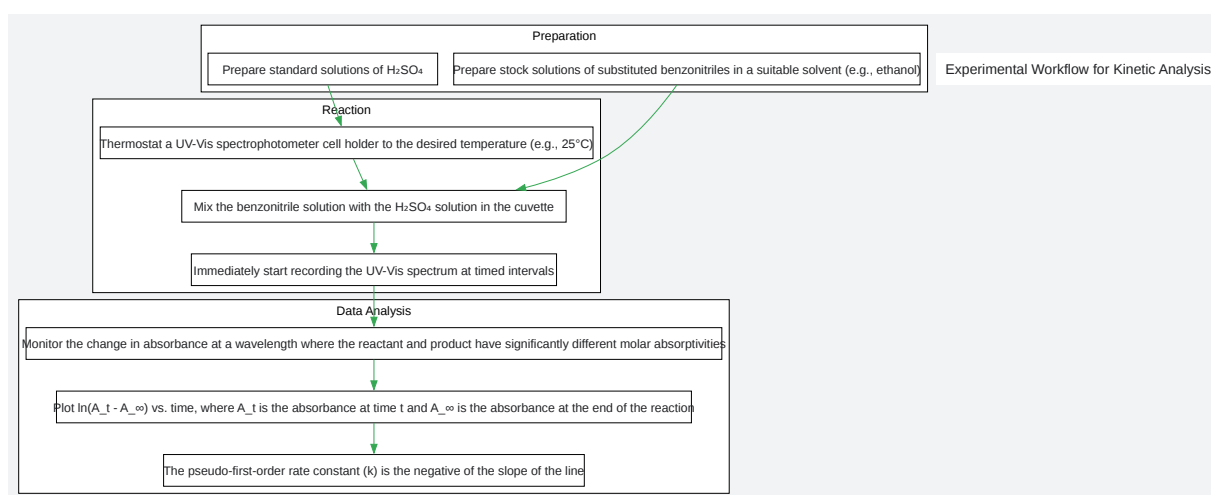 Preparation
Prepare standard solutions of H₂SO₄
Prepare stock solutions of substituted benzonitriles in a suitable solvent (e.g., ethanol)
Experimental Workflow for Kinetic Analysis
Reaction
Thermostat a UV-Vis spectrophotometer cell holder to the desired temperature (e.g., 25°C)
Mix the benzonitrile solution with the H₂SO₄ solution in the cuvette
Immediately start recording the UV-Vis spectrum at timed intervals
Data Analysis
Monitor the change in absorbance at a wavelength where the reactant and product have significantly different molar absorptivities
Plot ln(A_t - A_∞) vs. time, where A_t is the absorbance at time t and A_∞ is the absorbance at the end of the reaction
The pseudo-first-order rate constant (k) is the negative of the slope of the line